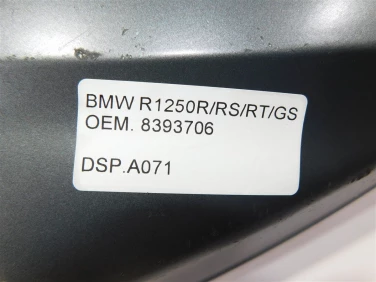 BMW R1250R/RS/RT/GS
OEM. 8393706
DSP.A071